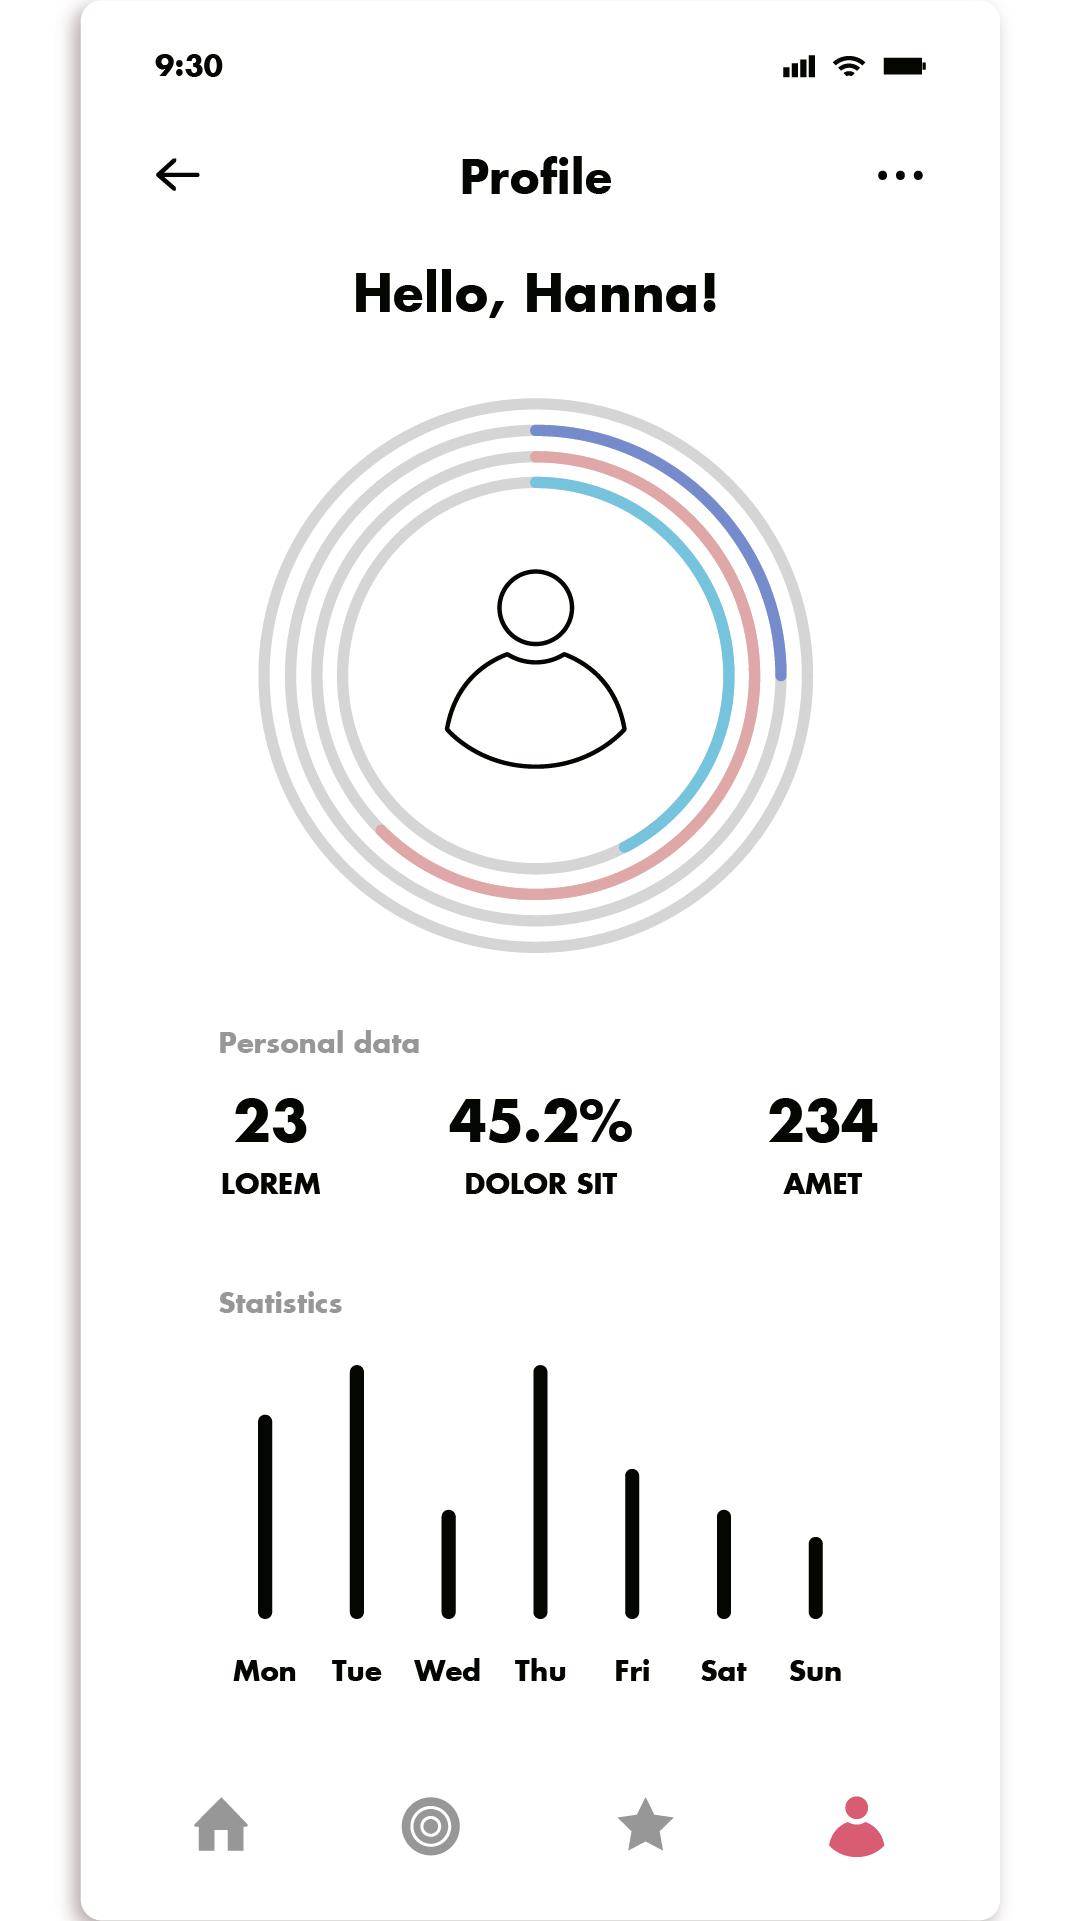 9:30
Profile
Hello, Hanna!
Personal data
23 45.2% 234
LOREM DOLOR SIT AMET
Statistics
Mon Tue Wed Thu Fri Sat Sun